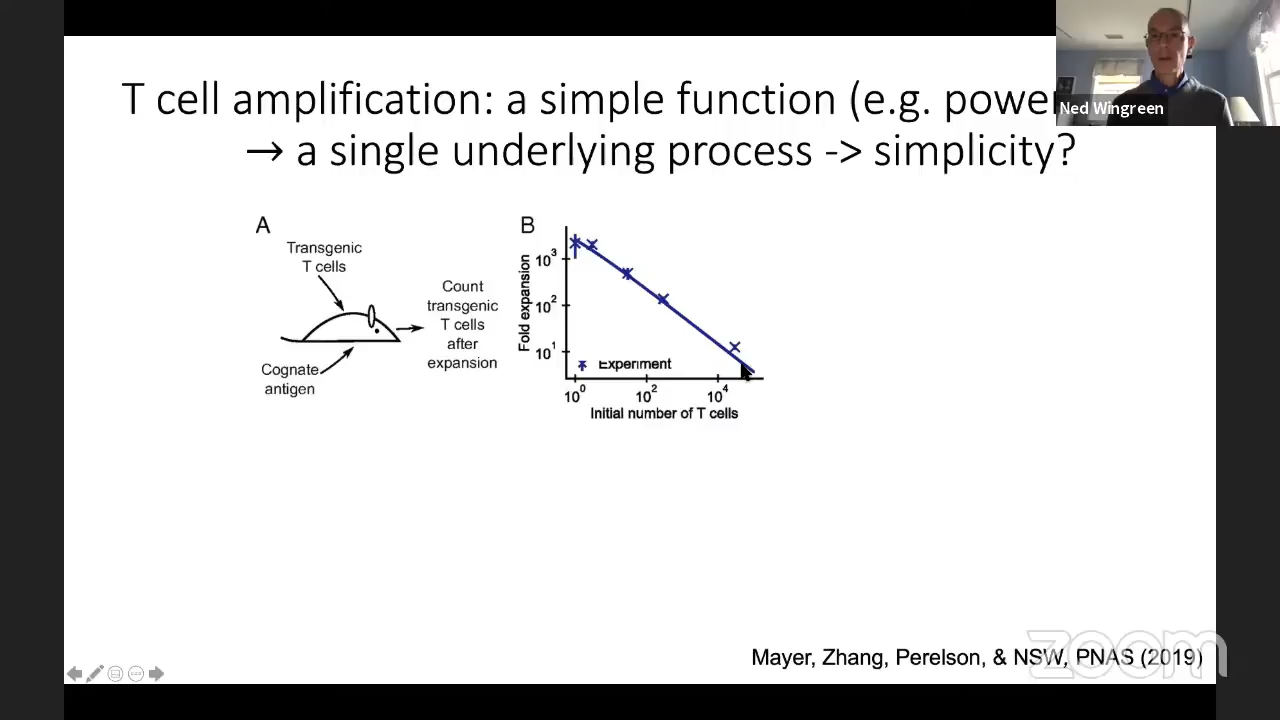 T cell amplification: a simple function (e.g. power
→ a single underlying process -> simplicity?
Ned Wingreen
A
Transgenic
T cells
Cognate
antigen
Count
transgenic
T cells
after
expansion
B
Fold expansion
10³
10²
10¹
Experiment
10⁰ 10² 10⁴
Initial number of T cells
Mayer, Zhang, Perelson, & NSW, PNAS (2019)
zoom